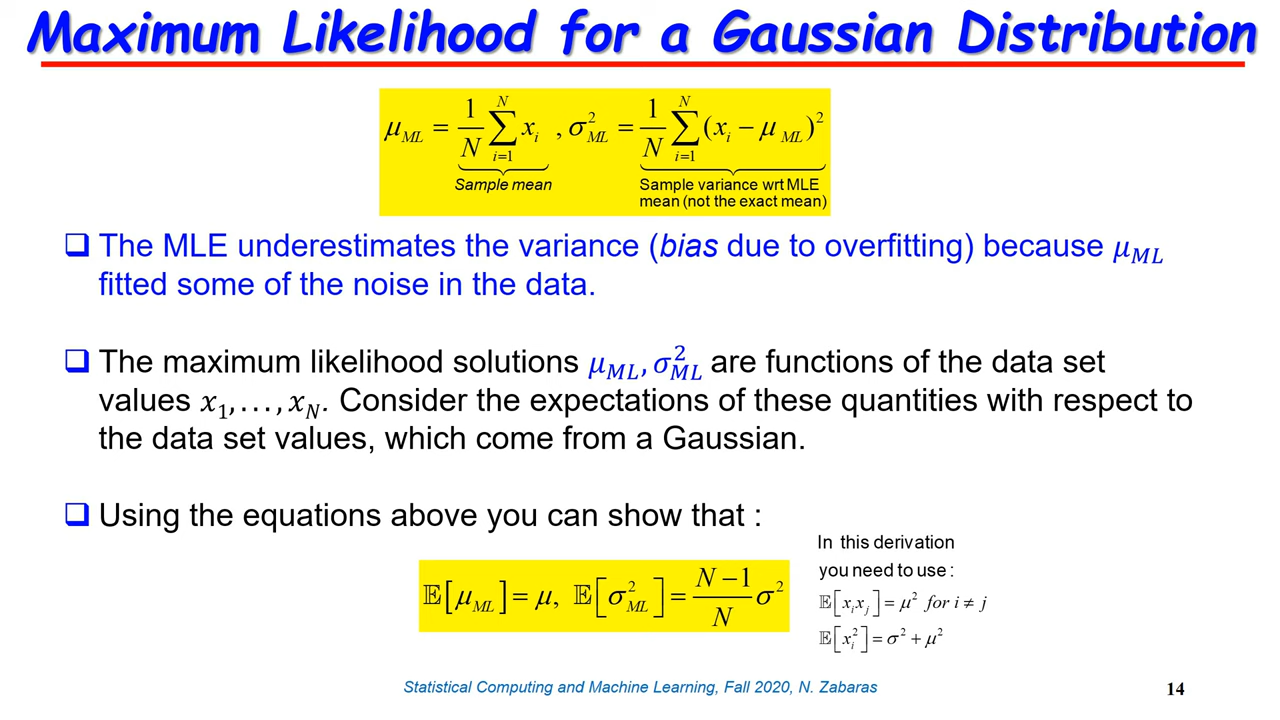 Maximum Likelihood for a Gaussian Distribution
μ_ML = 1/N ∑_{i=1}^{N} x_i , σ²_ML = 1/N ∑_{i=1}^{N} (x_i − μ_ML)²
Sample mean
Sample variance wrt MLE
mean (not the exact mean)
❑ The MLE underestimates the variance (bias due to overfitting) because μ_ML
fitted some of the noise in the data.
❑ The maximum likelihood solutions μ_ML, σ²_ML are functions of the data set
values x₁,...,x_N. Consider the expectations of these quantities with respect to
the data set values, which come from a Gaussian.
❑ Using the equations above you can show that :
𝔼[μ_ML] = μ, 𝔼[σ²_ML] = (N−1)/N σ²
In this derivation
you need to use :
𝔼[x_i x_j] = μ² for i ≠ j
𝔼[x_i²] = σ² + μ²
Statistical Computing and Machine Learning, Fall 2020, N. Zabaras
14